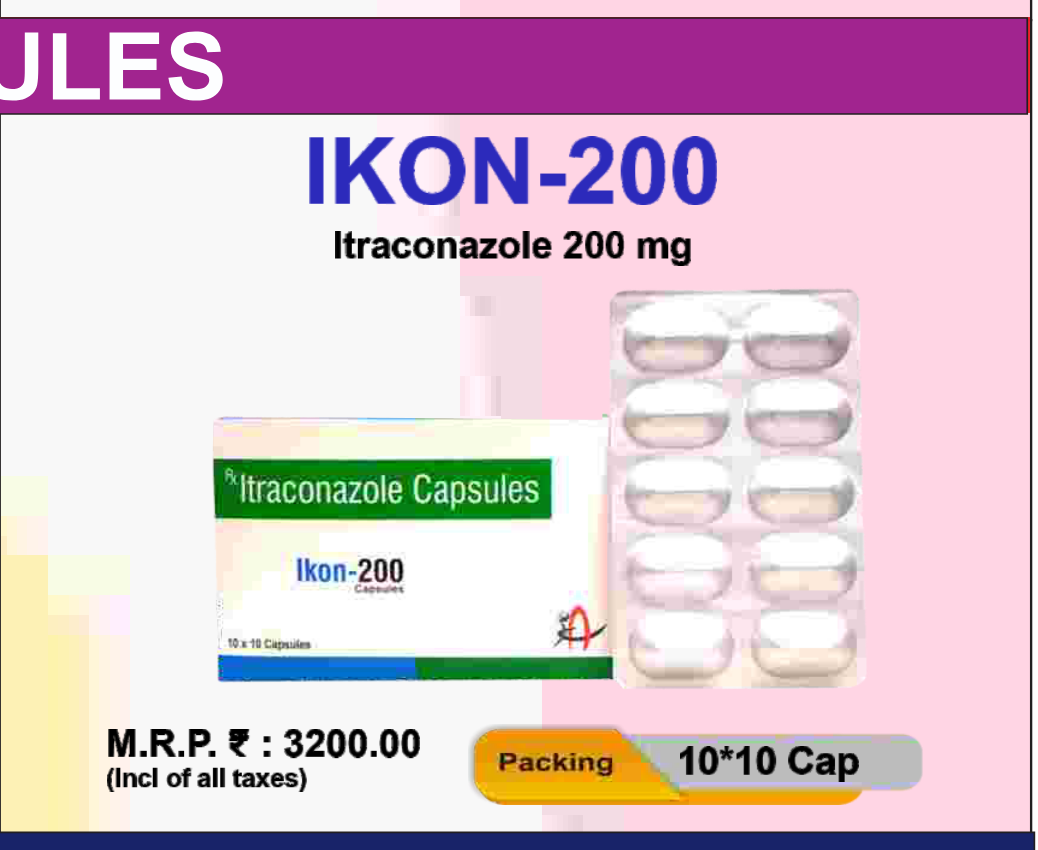 ULES
IKON-200
Itraconazole 200 mg
Rx Itraconazole Capsules
Ikon-200
Capsules
10 x 10 Capsules
M.R.P. ₹ : 3200.00
(Incl of all taxes)
Packing
10*10 Cap